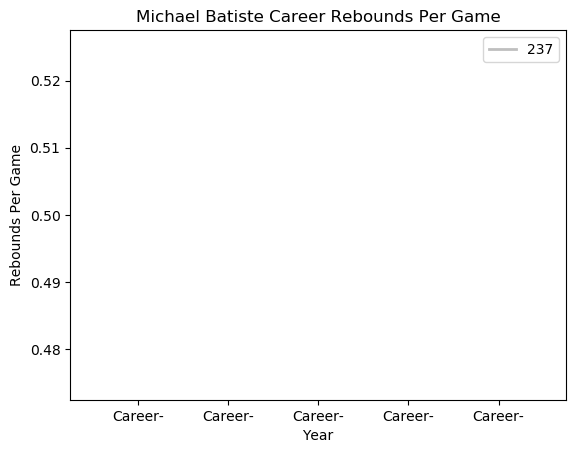 Michael Batiste Career Rebounds Per Game
237
0.52
0.51
0.50
0.49
0.48
Rebounds Per Game
Career- Career- Career- Career- Career-
Year